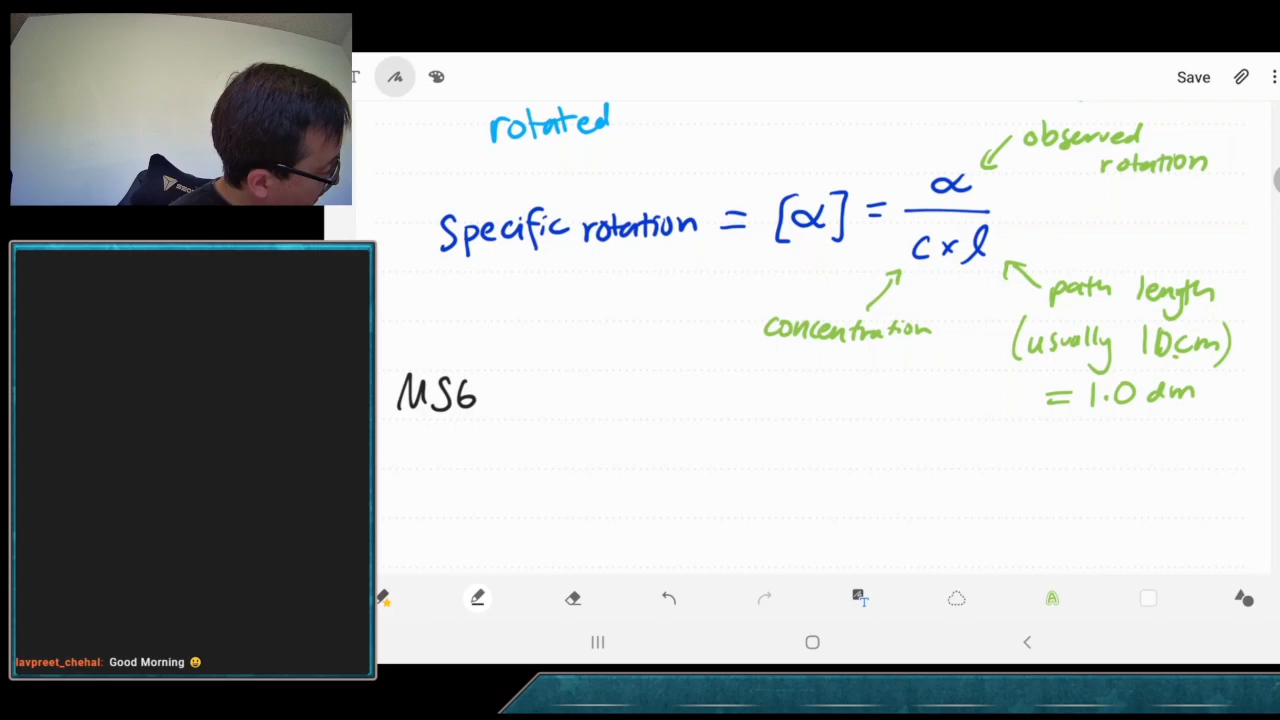 T
Save
rotated
observed
rotation
Specific rotation = [α] = α / c × l
concentration
path length
(usually 10cm)
= 1.0 dm
MS6
lavpreet_chehal: Good Morning 😃